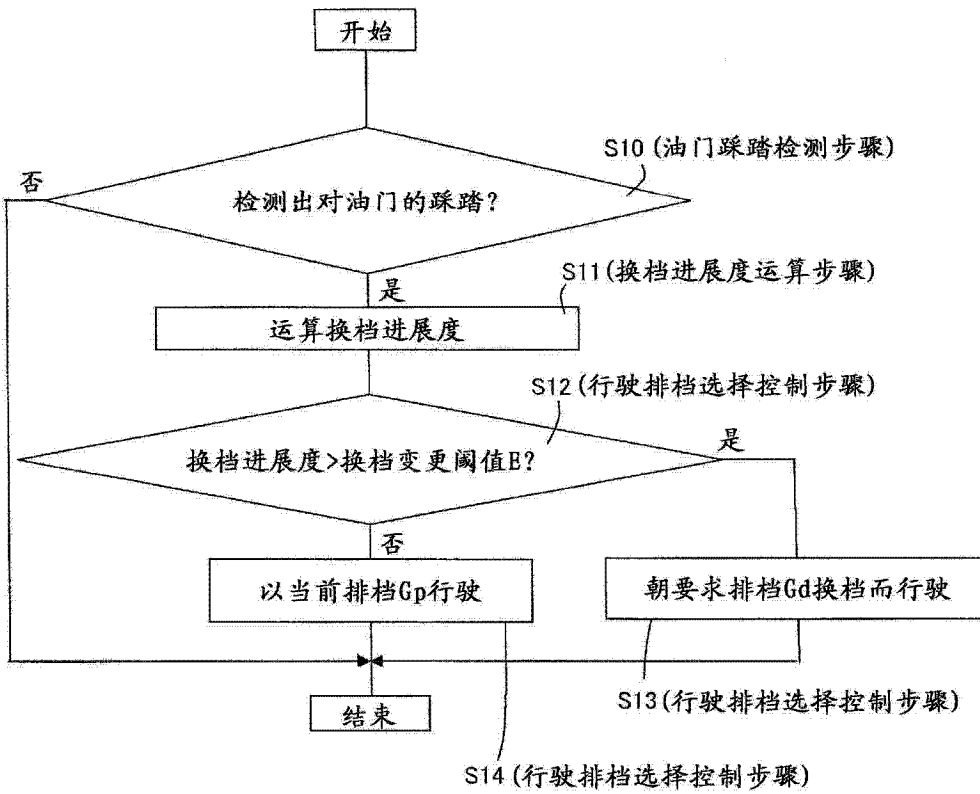 开始
S10(油门踩踏检测步骤)
否
检测出对油门的踩踏?
S11(换档进展度运算步骤)
是
运算换档进展度
S12(行驶排档选择控制步骤)
是
换档进展度>换档变更阈值E?
否
以当前排档Gp行驶
朝要求排档Gd换档而行驶
S13(行驶排档选择控制步骤)
结束
S14(行驶排档选择控制步骤)